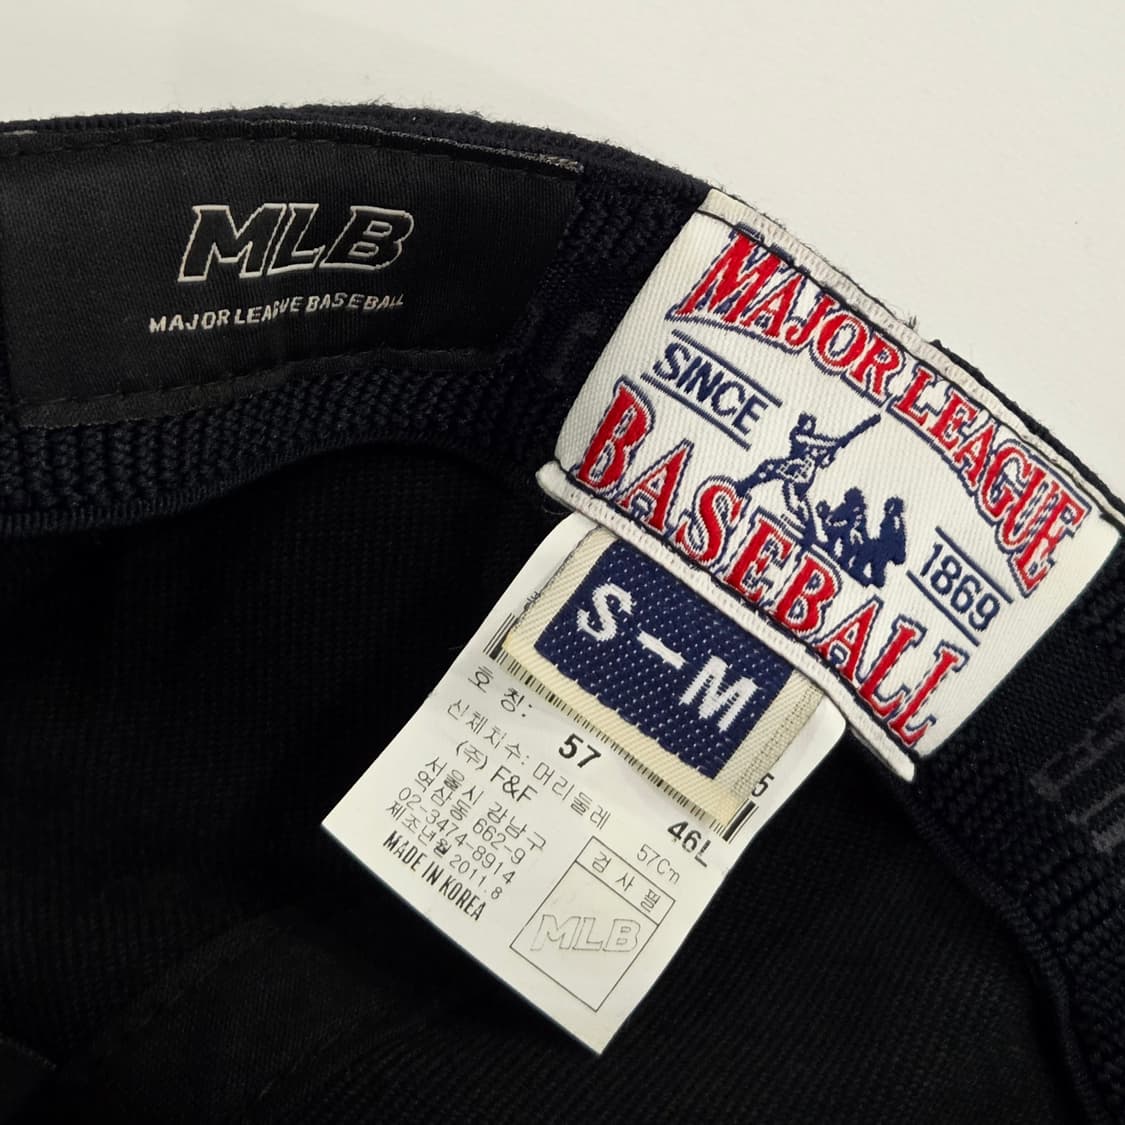 MLB
MAJOR LEAGUE BASEBALL
MAJOR LEAGUE
SINCE
1869
BASEBALL
S-M
호 칭:
57
5
46L
신체치수: 머리둘레
57Cm
(주) F&F
서울시 강남구
역삼동 662-9
02-3474-8914
제조년월 2011.8
MADE IN KOREA
검 사 필
MLB